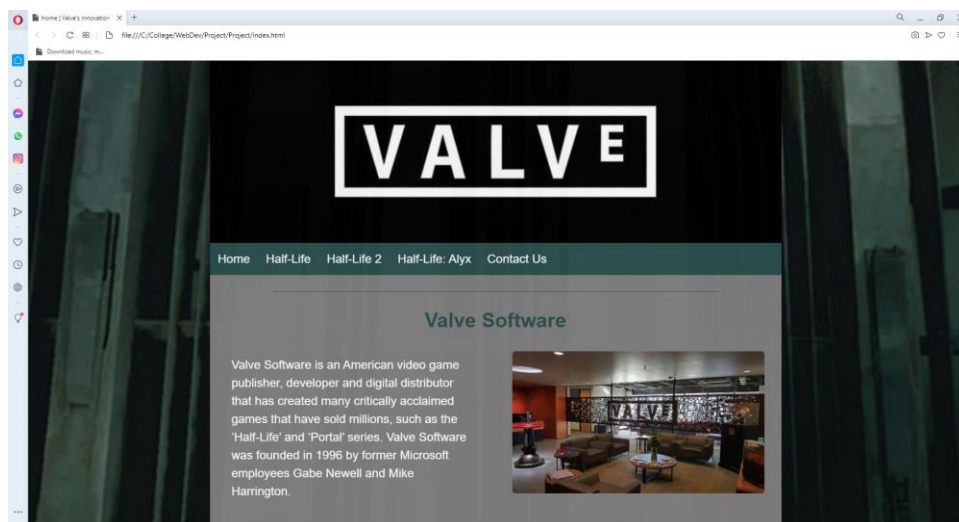 Home | Valve's Innovation
file:///C:/College/WebDev/Project/Project/index.html
Download music, m...
VALVE
Home Half-Life Half-Life 2 Half-Life: Alyx Contact Us
Valve Software
Valve Software is an American video game
publisher, developer and digital distributor
that has created many critically acclaimed
games that have sold millions, such as the
'Half-Life' and 'Portal' series. Valve Software
was founded in 1996 by former Microsoft
employees Gabe Newell and Mike
Harrington.
VALVE